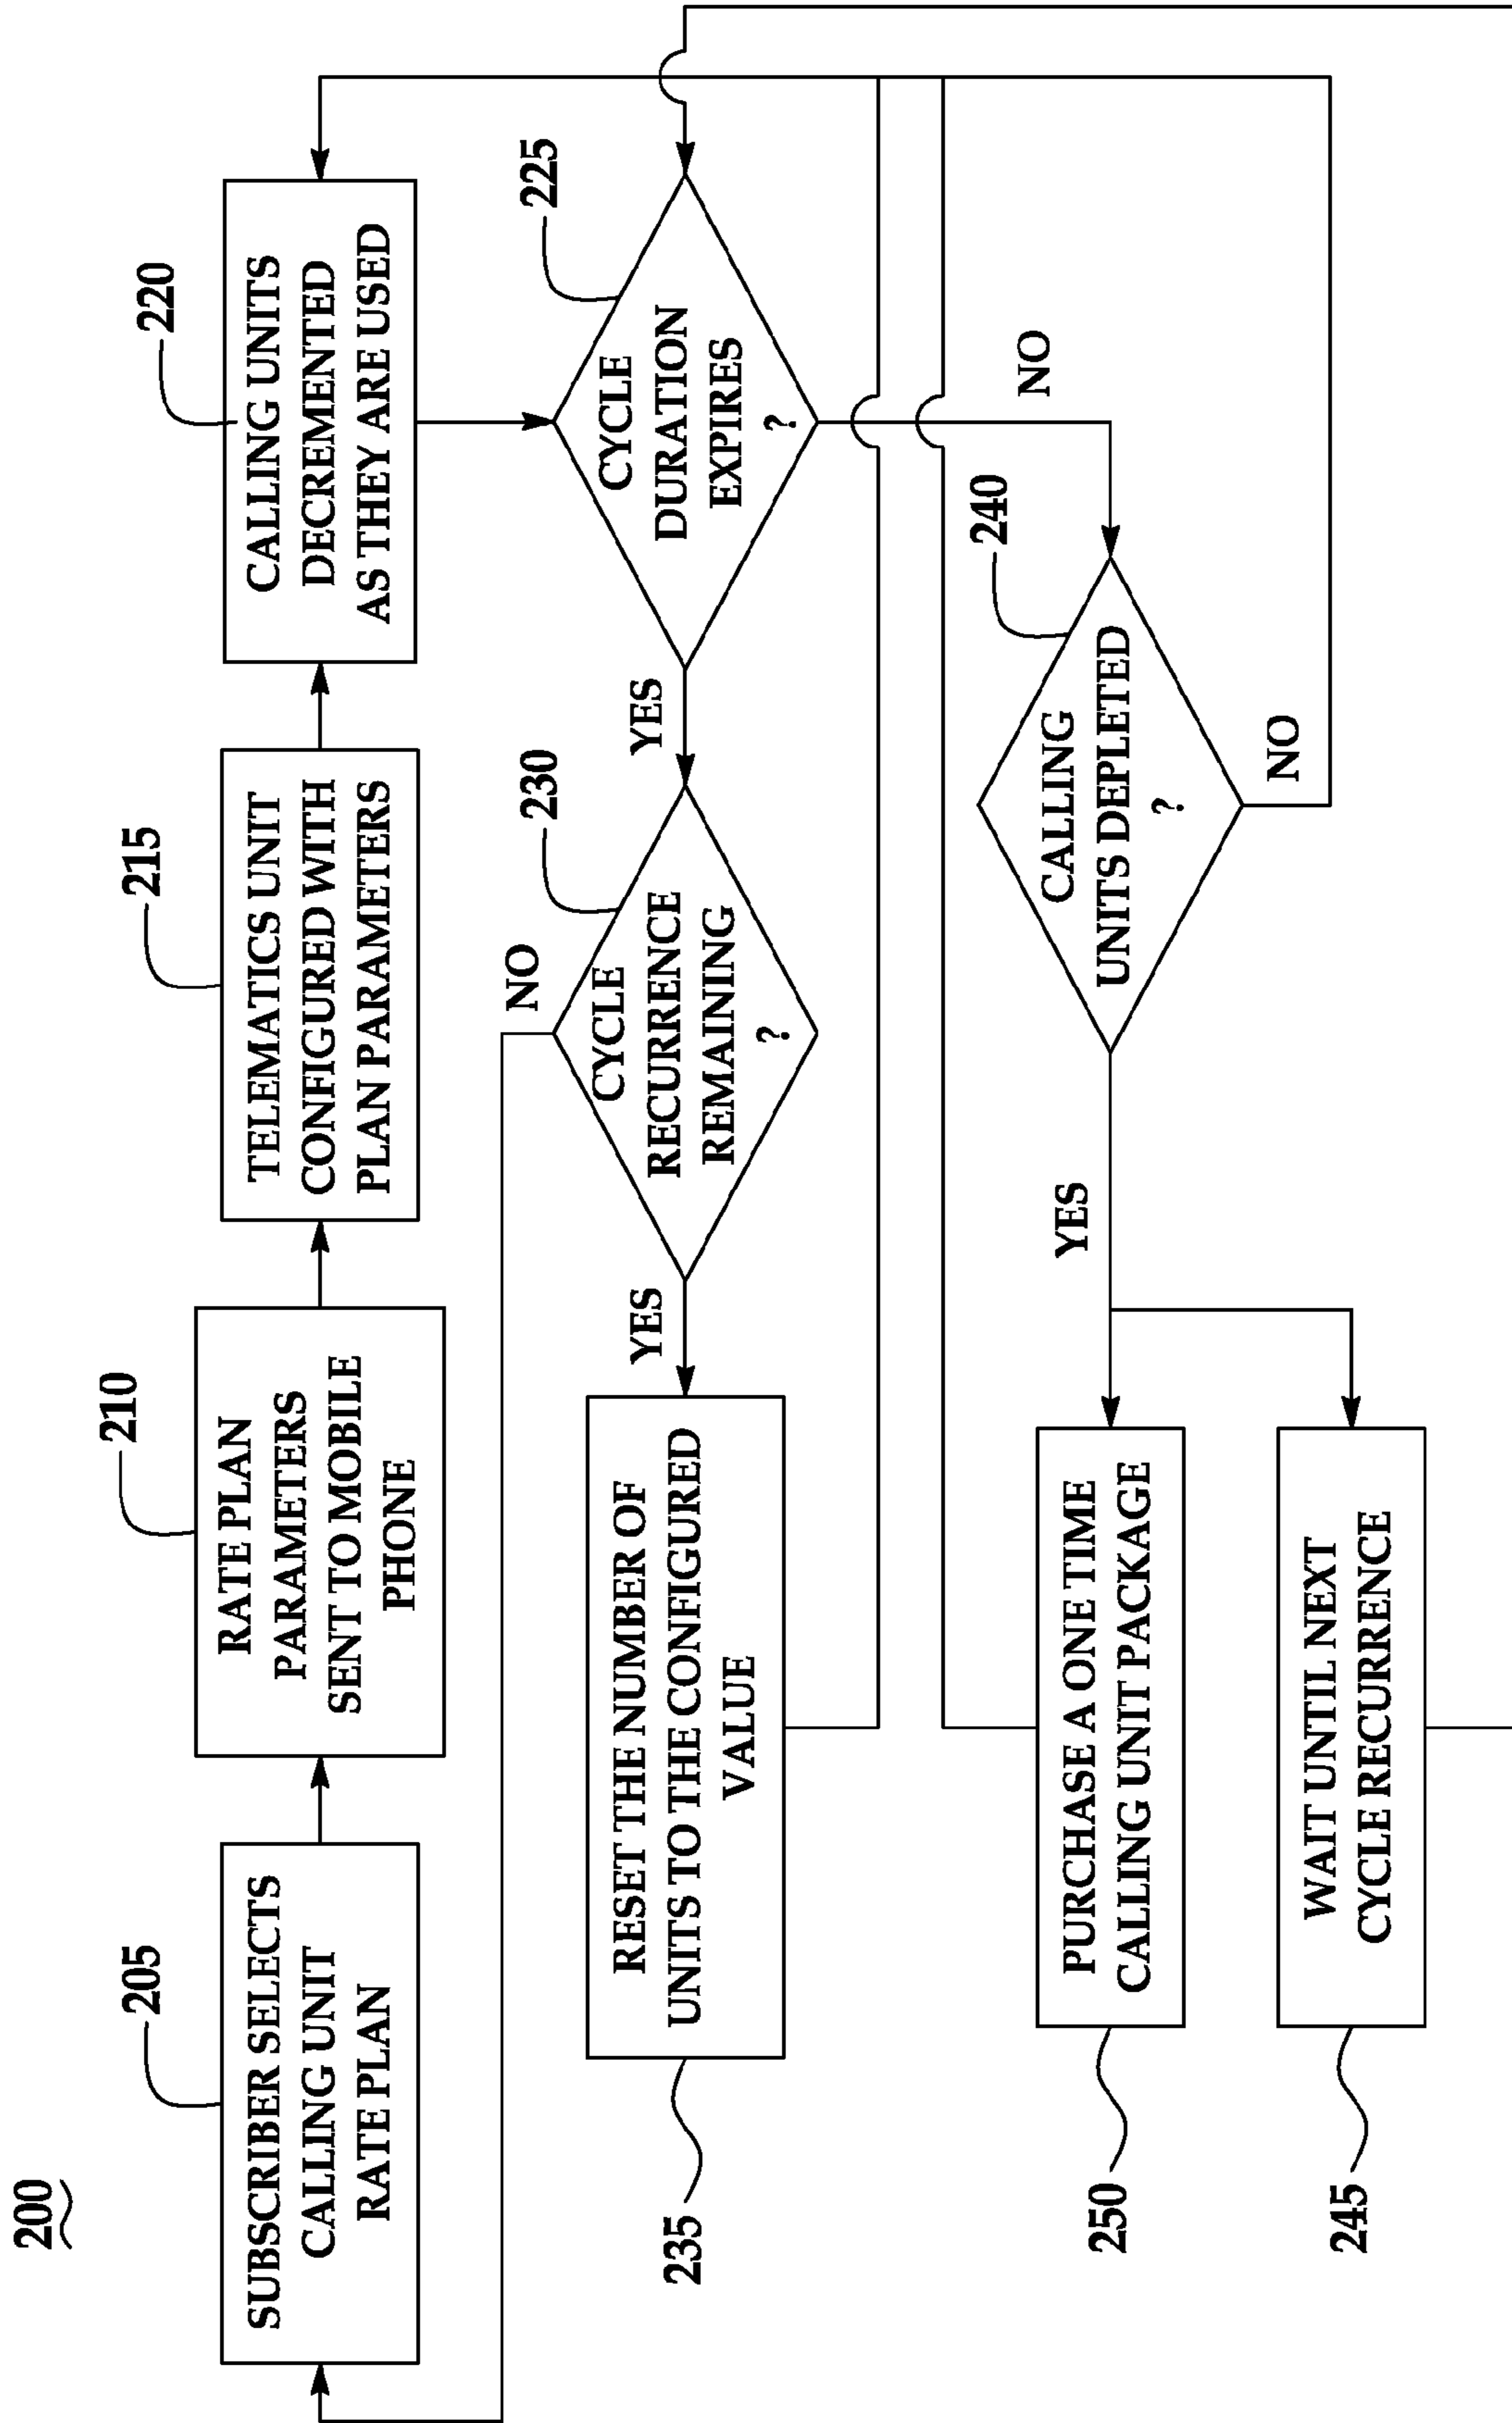 200
205
SUBSCRIBER SELECTS
CALLING UNIT
RATE PLAN
210
RATE PLAN
PARAMETERS
SENT TO MOBILE
PHONE
215
TELEMATICS UNIT
CONFIGURED WITH
PLAN PARAMETERS
220
CALLING UNITS
DECREMENTED
AS THEY ARE USED
225
CYCLE
DURATION
EXPIRES
?
YES
NO
230
CYCLE
RECURRENCE
REMAINING
?
NO
YES
235
RESET THE NUMBER OF
UNITS TO THE CONFIGURED
VALUE
240
CALLING
UNITS DEPLETED
?
NO
YES
250
PURCHASE A ONE TIME
CALLING UNIT PACKAGE
245
WAIT UNTIL NEXT
CYCLE RECURRENCE